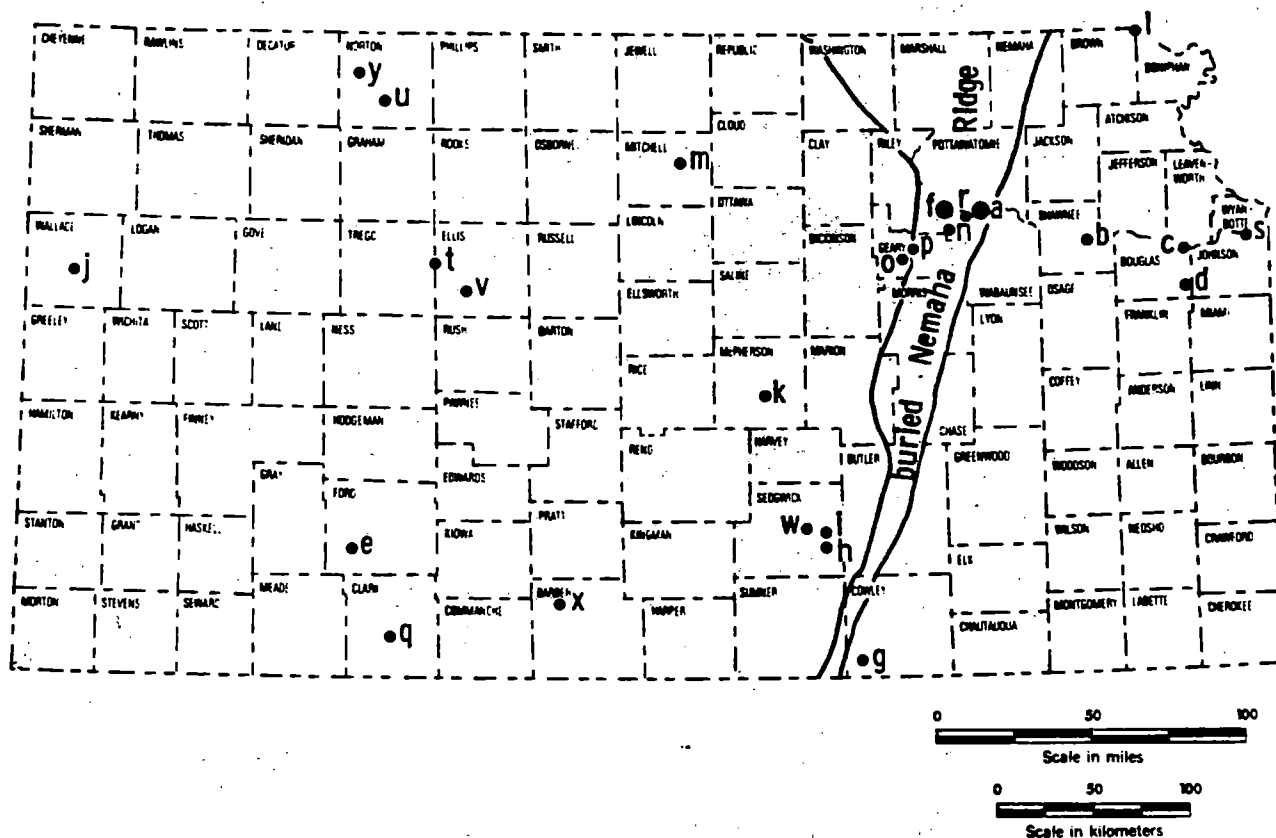 CHEYENNE RAWLINS DECATUR NORTON PHILLIPS SMITH JEWELL REPUBLIC WASHINGTON MARSHALL NEMAHA BROWN l
DONIPHAN
y
u
Ridge
ATCHISON
SHERMAN THOMAS SHERIDAN GRAHAM ROOKS OSBORNE MITCHELL m CLOUD CLAY RILEY POTTAWATOMIE JACKSON JEFFERSON LEAVEN-
WORTH
WALLACE LOGAN GOVE TREGO ELLIS RUSSELL LINCOLN OTTAWA f r a SHAWNEE WYAN
DOTT
n b c s
j t v DICKINSON GEARY p o DOUGLAS JOHNSON
SALINE MORRIS WABAUNSEE OSAGE d
ELLSWORTH
GREELEY WICHITA SCOTT LANE NESS RUSH BARTON LYON FRANKLIN MIAMI
McPHERSON MARION
RICE k
buried Nemaha
COFFEY ANDERSON LINN
HAMILTON KEARNY FINNEY HODGEMAN PAWNEE STAFFORD CHASE
RENO HARVEY BUTLER GREENWOOD WOODSON ALLEN BOURBON
GRAY FORD EDWARDS SEDGWICK
STANTON GRANT HASKELL e KIOWA PRATT KINGMAN w i h WILSON NEOSHO CRAWFORD
ELK
MORTON STEVENS SEWARD MEADE CLARK COMMANCHE BARBER x HARPER SUMNER COWLEY MONTGOMERY LABETTE CHEROKEE
CHAUTAUQUA
q g
0 50 100
Scale in miles
0 50 100
Scale in kilometers